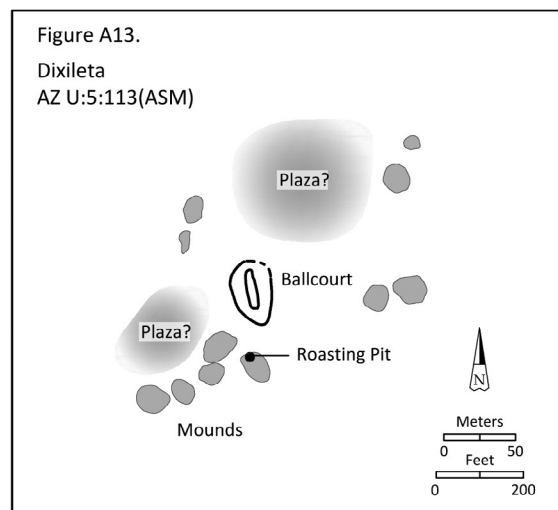 Figure A13.
Dixileta
AZ U:5:113(ASM)
Plaza?
Ballcourt
Plaza?
Roasting Pit
Mounds
N
Meters
0 50
Feet
0 200